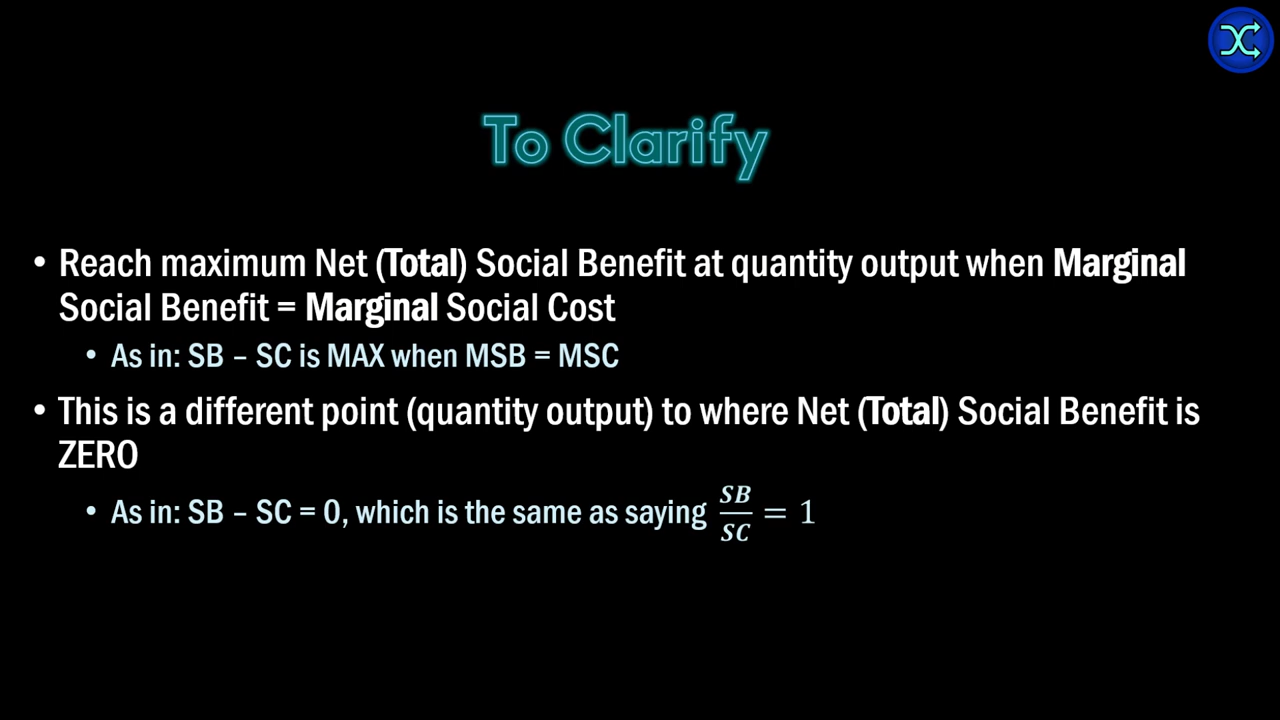 To Clarify
• Reach maximum Net (Total) Social Benefit at quantity output when Marginal
Social Benefit = Marginal Social Cost
• As in: SB – SC is MAX when MSB = MSC
• This is a different point (quantity output) to where Net (Total) Social Benefit is
ZERO
• As in: SB – SC = 0, which is the same as saying SB/SC = 1